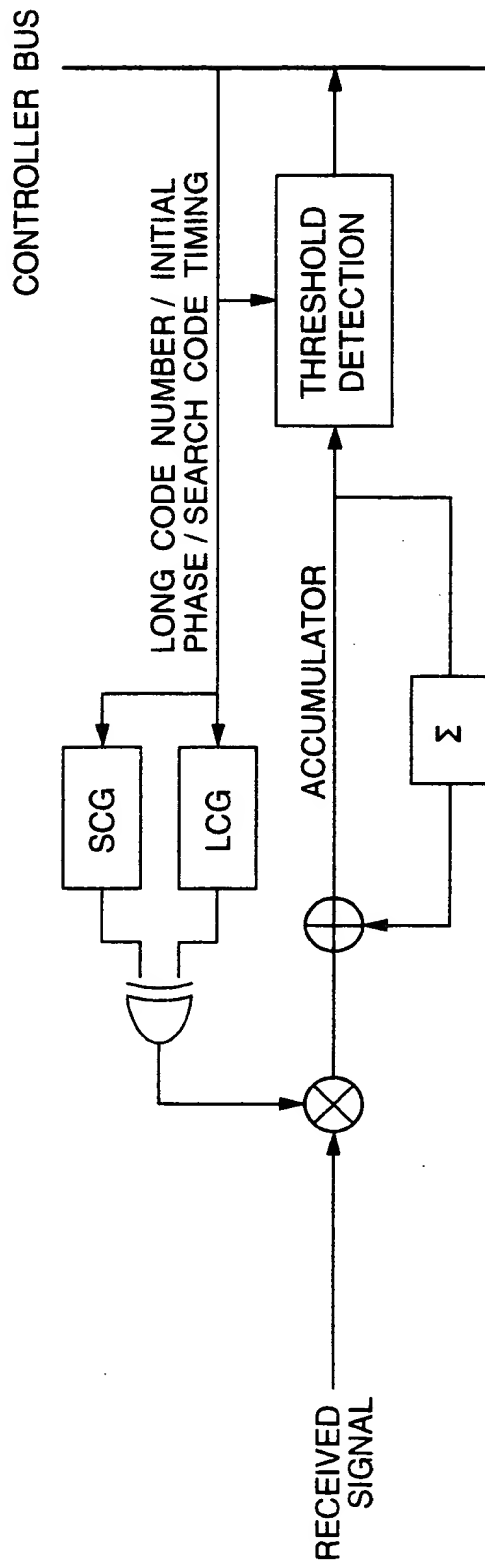 CONTROLLER BUS
LONG CODE NUMBER / INITIAL
PHASE / SEARCH CODE TIMING
SCG
LCG
THRESHOLD
DETECTION
ACCUMULATOR
Σ
RECEIVED
SIGNAL